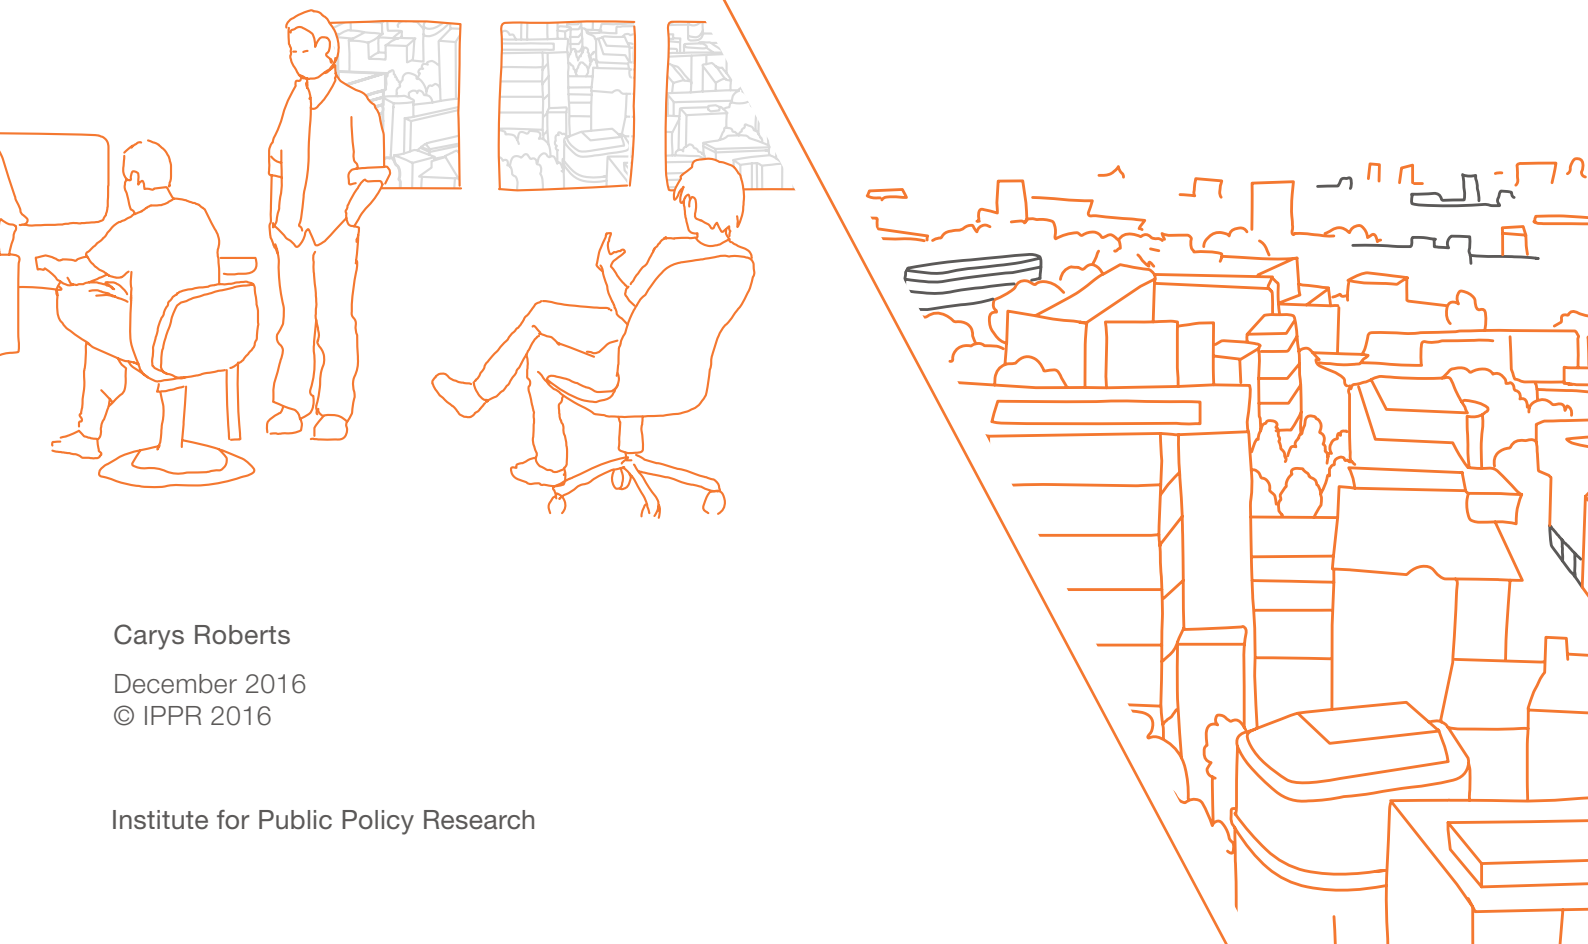 Carys Roberts
December 2016
© IPPR 2016
Institute for Public Policy Research